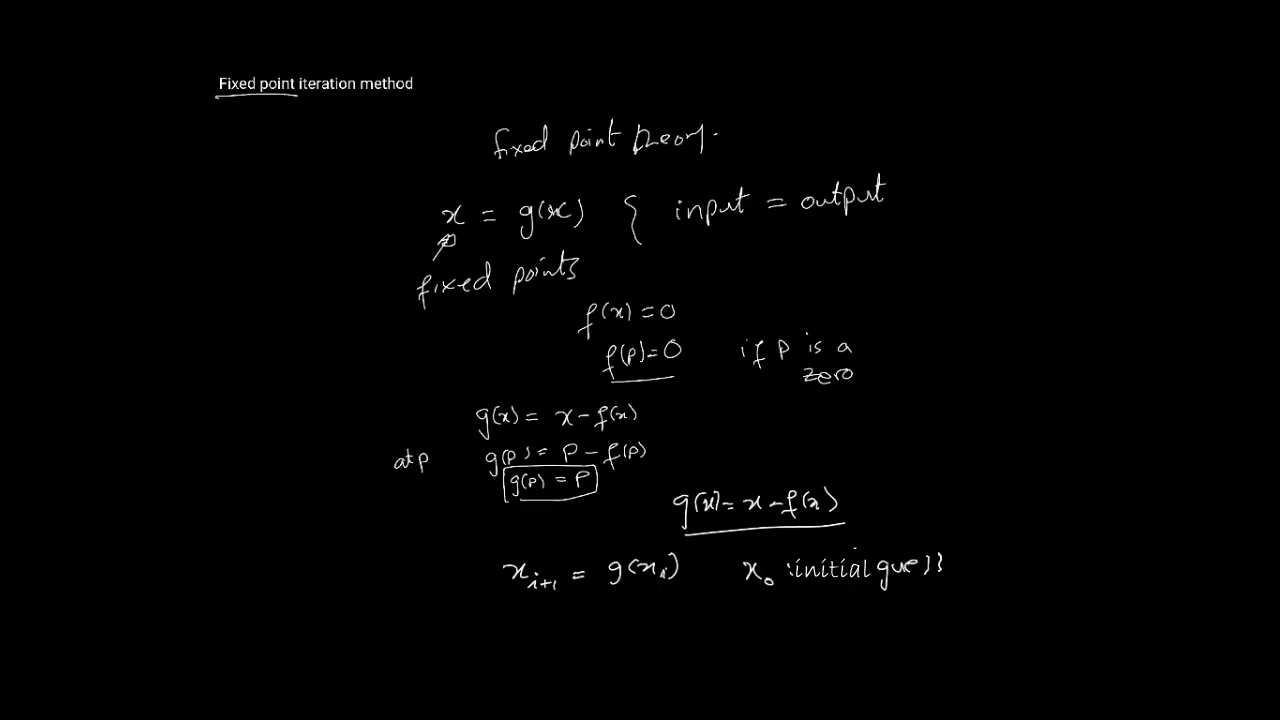 Fixed point iteration method
fixed point theory.
x = g(x) { input = output
fixed points
f(x) = 0
f(p) = 0 if P is a
zero
g(x) = x - f(x)
at p g(p) = P - f(p)
g(p) = P
g(x) = x - f(x)
x_{i+1} = g(x_i) x_0 : initial guess